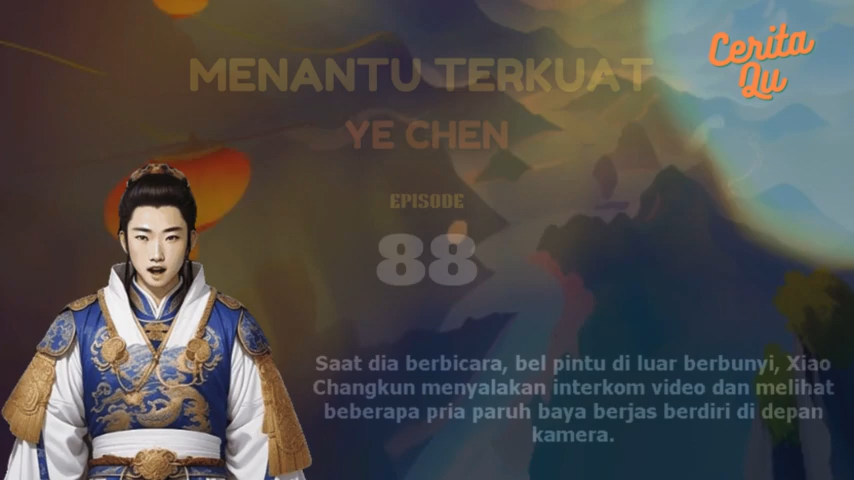 Cerita
Qu
MENANTU TERKUAT
YE CHEN
EPISODE
88
Saat dia berbicara, bel pintu di luar berbunyi, Xiao
Changkun menyalakan interkom video dan melihat
beberapa pria paruh baya berjas berdiri di depan
kamera.